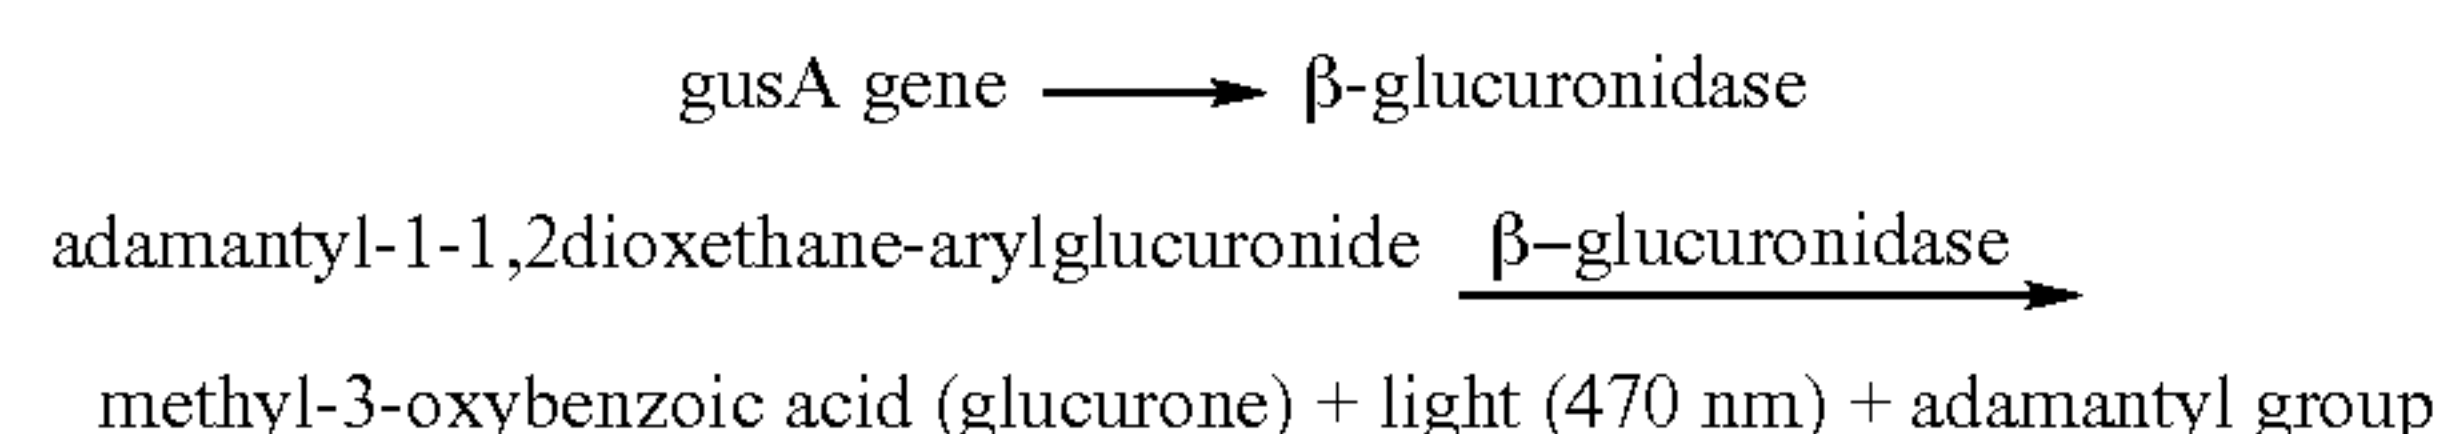 gusA gene ⟶ β-glucuronidase
adamantyl-1-1,2dioxethane-arylglucuronide β–glucuronidase ⟶
methyl-3-oxybenzoic acid (glucurone) + light (470 nm) + adamantyl group